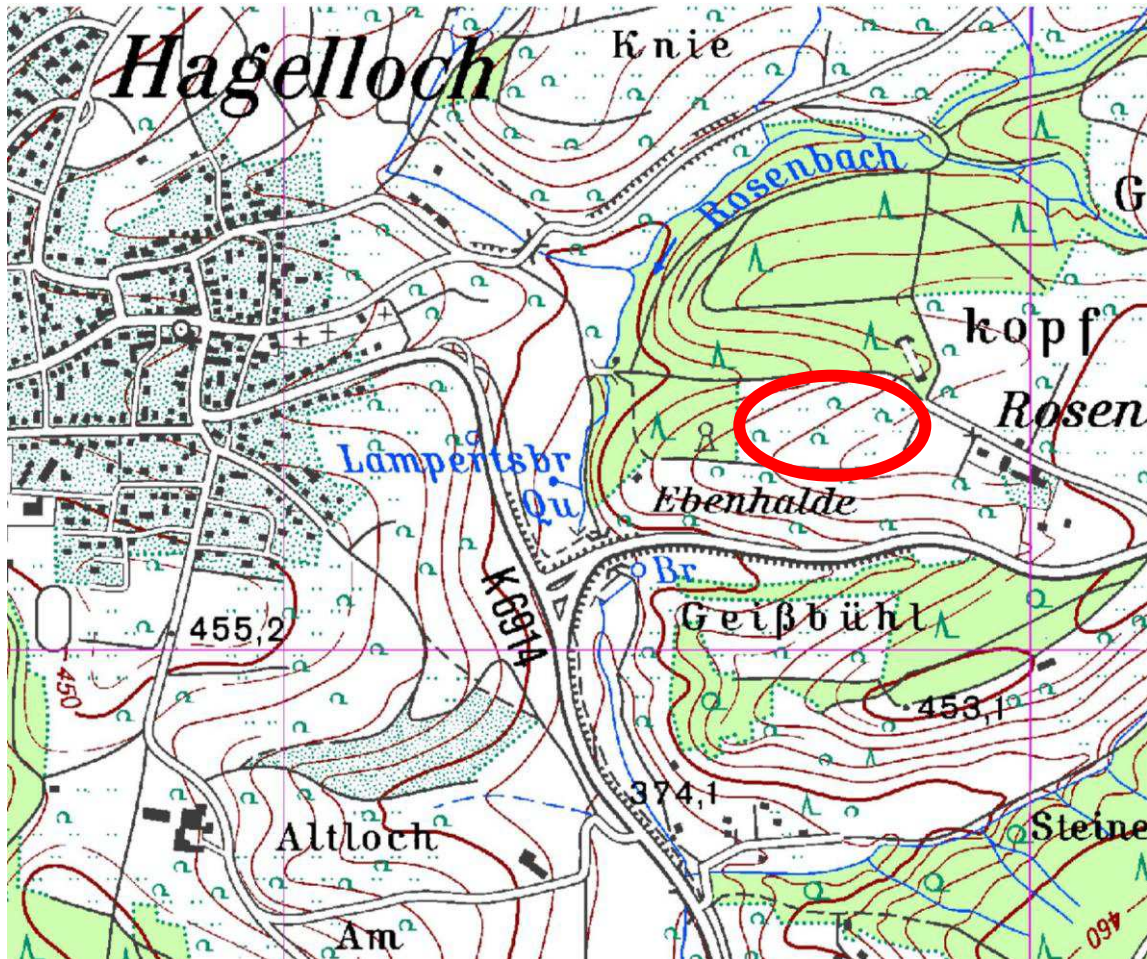 Hagelloch
Knie
Rosenbach
G
kopf
Rosen
Lampertsbr
Qu
Ebenhalde
Br
K 6914
Geißbühl
455,2
450
453,1
374,1
Altloch
Steine
Am
460